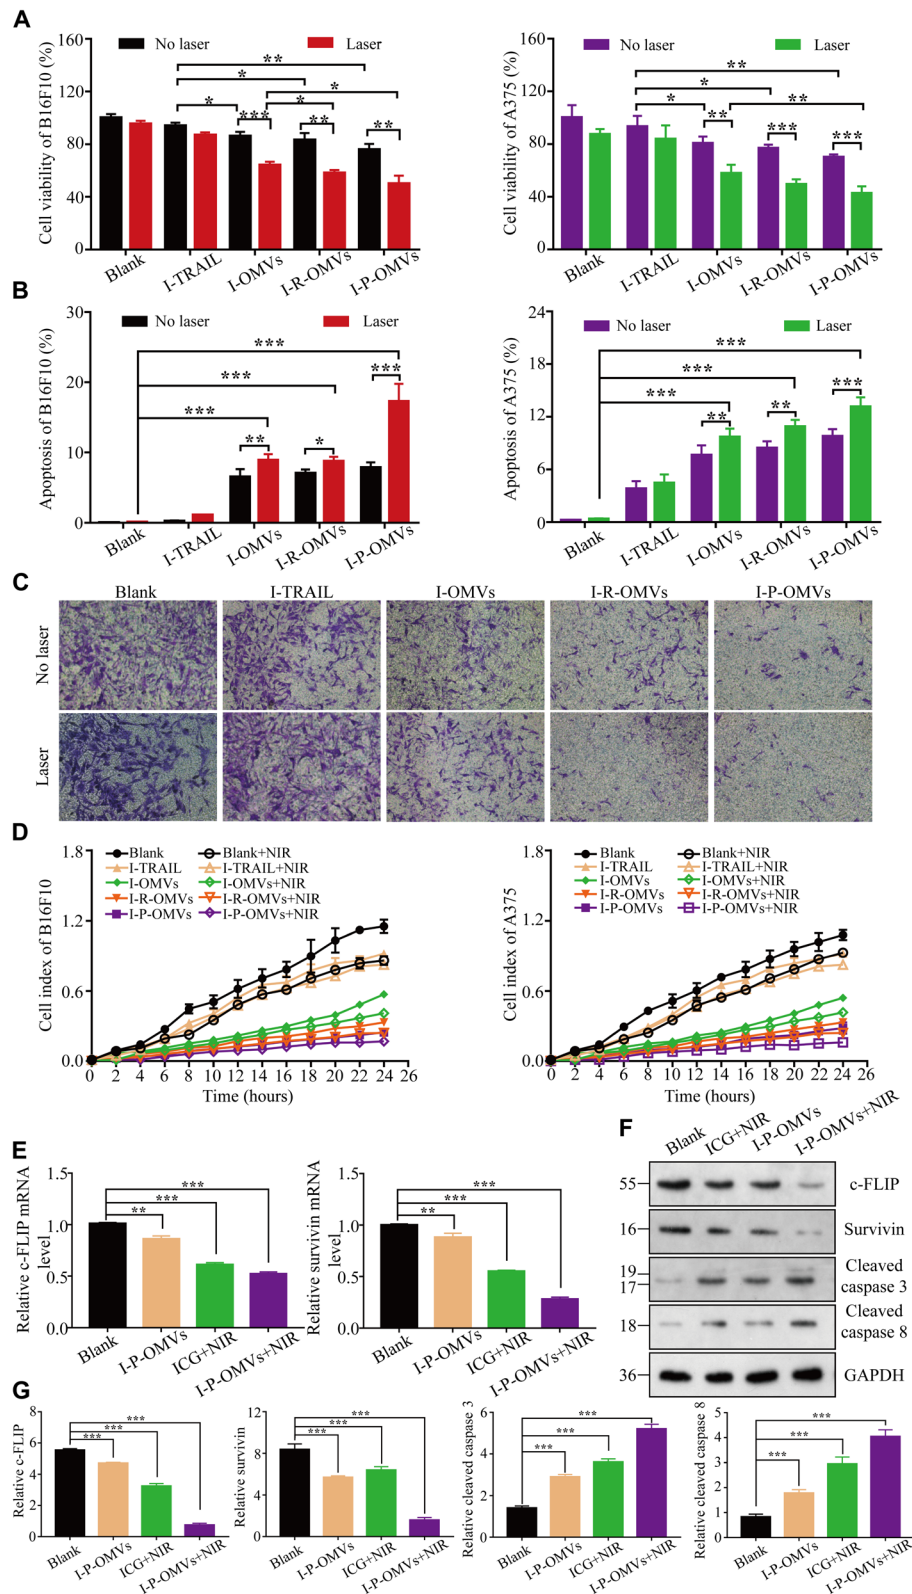 A
No laser Laser
Cell viability of B16F10 (%)
160
120
80
40
0
** * * *** * ** * **
Blank I-TRAIL I-OMVs I-R-OMVs I-P-OMVs
No laser Laser
Cell viability of A375 (%)
160
120
80
40
0
** * * ** ** *** ***
Blank I-TRAIL I-OMVs I-R-OMVs I-P-OMVs
B
No laser Laser
Apoptosis of B16F10 (%)
30
20
10
0
*** *** *** *** ** *
Blank I-TRAIL I-OMVs I-R-OMVs I-P-OMVs
No laser Laser
Apoptosis of A375 (%)
24
18
12
6
0
*** *** *** *** ** **
Blank I-TRAIL I-OMVs I-R-OMVs I-P-OMVs
C
Blank I-TRAIL I-OMVs I-R-OMVs I-P-OMVs
No laser
Laser
D
Cell index of B16F10
1.8
1.2
0.6
0.0
Blank Blank+NIR
I-TRAIL I-TRAIL+NIR
I-OMVs I-OMVs+NIR
I-R-OMVs I-R-OMVs+NIR
I-P-OMVs I-P-OMVs+NIR
0 2 4 6 8 10 12 14 16 18 20 22 24 26
Time (hours)
Cell index of A375
1.8
1.2
0.6
0.0
Blank Blank+NIR
I-TRAIL I-TRAIL+NIR
I-OMVs I-OMVs+NIR
I-R-OMVs I-R-OMVs+NIR
I-P-OMVs I-P-OMVs+NIR
0 2 4 6 8 10 12 14 16 18 20 22 24 26
Time (hours)
E
Relative c-FLIP mRNA
level
1.5
1.0
0.5
0.0
***
***
**
Blank I-P-OMVs ICG+NIR I-P-OMVs+NIR
Relative survivin mRNA
level
1.5
1.0
0.5
0.0
***
***
**
Blank I-P-OMVs ICG+NIR I-P-OMVs+NIR
F
Blank ICG+NIR I-P-OMVs I-P-OMVs+NIR
55 c-FLIP
16 Survivin
19 Cleaved
17 caspase 3
18 Cleaved
caspase 8
36 GAPDH
G
Relative c-FLIP
8
6
4
2
0
***
***
***
Blank I-P-OMVs ICG+NIR I-P-OMVs+NIR
Relative survivin
12
8
4
0
***
***
***
Blank I-P-OMVs ICG+NIR I-P-OMVs+NIR
Relative cleaved caspase 3
6
4
2
0
***
***
***
Blank I-P-OMVs ICG+NIR I-P-OMVs+NIR
Relative cleaved caspase 8
5
4
3
2
1
0
***
***
***
Blank I-P-OMVs ICG+NIR I-P-OMVs+NIR